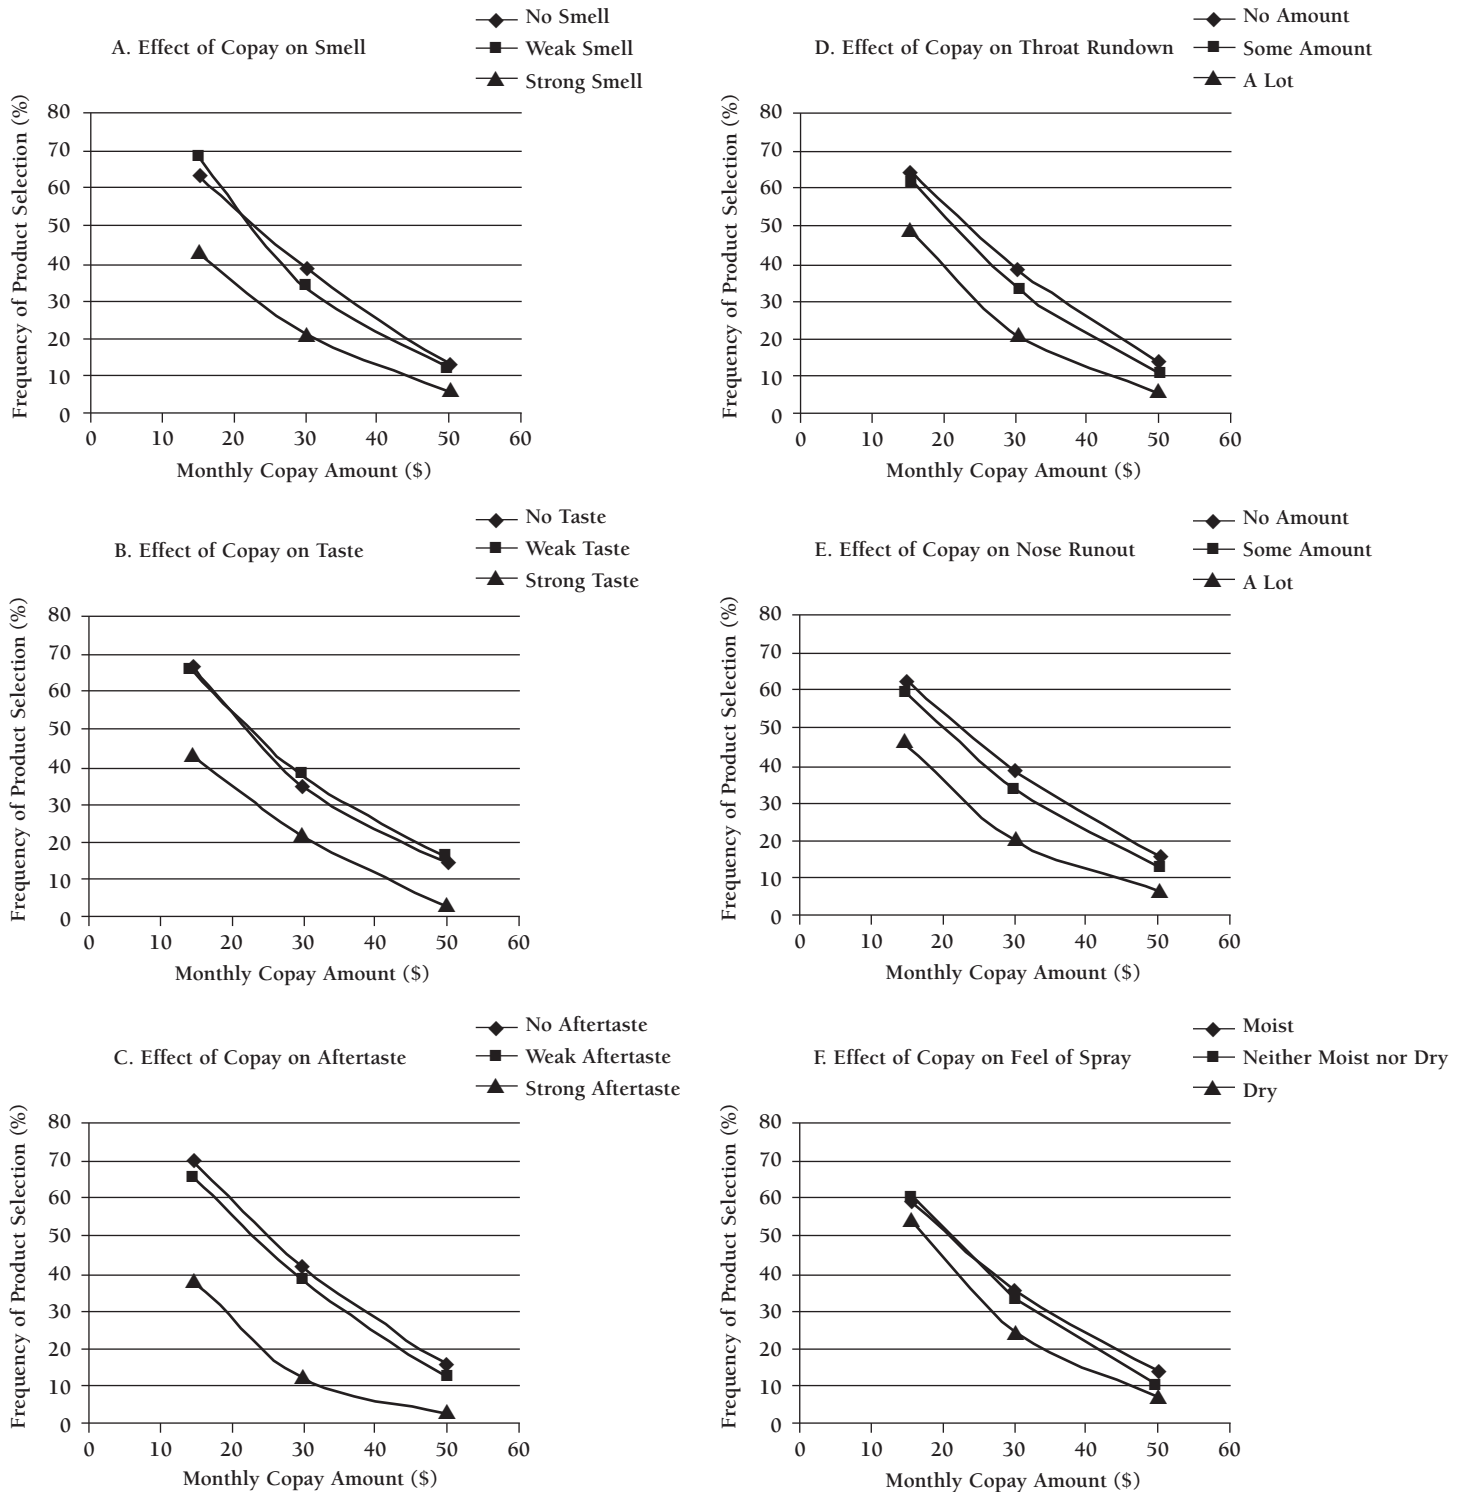 A. Effect of Copay on Smell
No Smell
Weak Smell
Strong Smell
Frequency of Product Selection (%)
80
70
60
50
40
30
20
10
0
0 10 20 30 40 50 60
Monthly Copay Amount ($)
D. Effect of Copay on Throat Rundown
No Amount
Some Amount
A Lot
Frequency of Product Selection (%)
80
70
60
50
40
30
20
10
0
0 10 20 30 40 50 60
Monthly Copay Amount ($)
B. Effect of Copay on Taste
No Taste
Weak Taste
Strong Taste
Frequency of Product Selection (%)
80
70
60
50
40
30
20
10
0
0 10 20 30 40 50 60
Monthly Copay Amount ($)
E. Effect of Copay on Nose Runout
No Amount
Some Amount
A Lot
Frequency of Product Selection (%)
80
70
60
50
40
30
20
10
0
0 10 20 30 40 50 60
Monthly Copay Amount ($)
C. Effect of Copay on Aftertaste
No Aftertaste
Weak Aftertaste
Strong Aftertaste
Frequency of Product Selection (%)
80
70
60
50
40
30
20
10
0
0 10 20 30 40 50 60
Monthly Copay Amount ($)
F. Effect of Copay on Feel of Spray
Moist
Neither Moist nor Dry
Dry
Frequency of Product Selection (%)
80
70
60
50
40
30
20
10
0
0 10 20 30 40 50 60
Monthly Copay Amount ($)